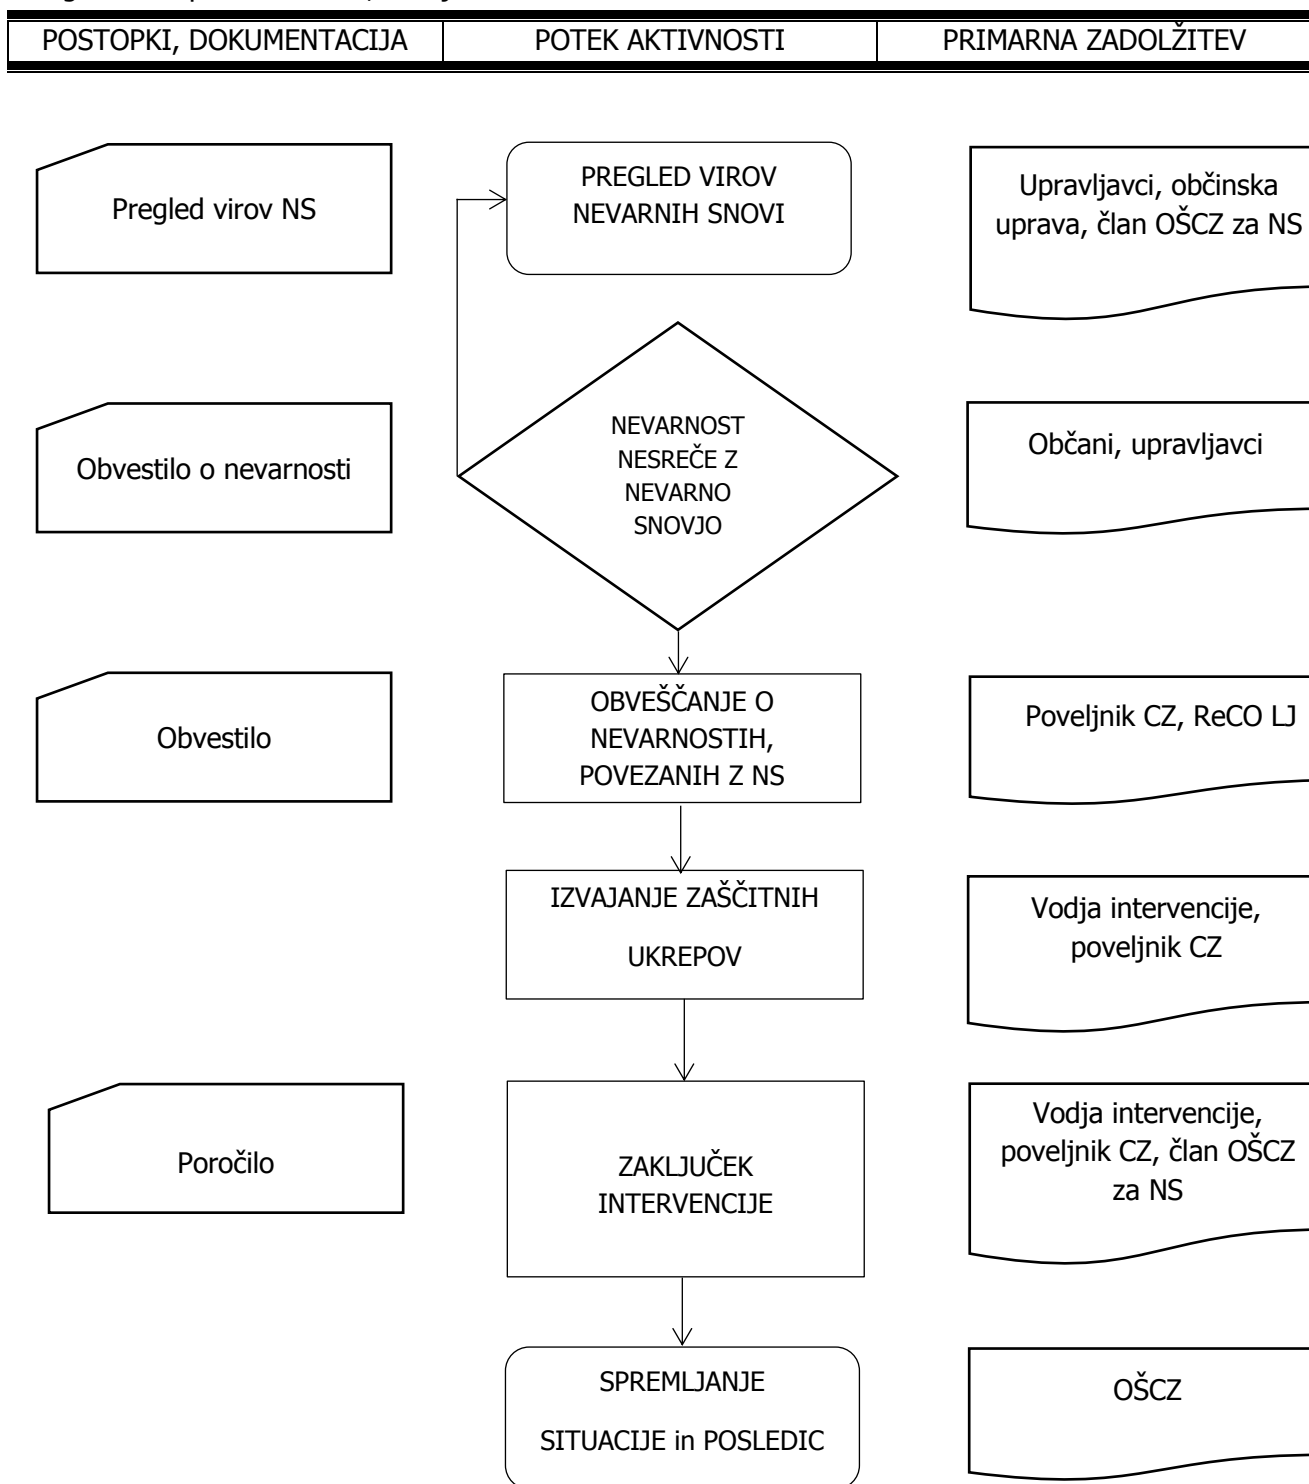 POSTOPKI, DOKUMENTACIJA
POTEK AKTIVNOSTI
PRIMARNA ZADOLŽITEV
Pregled virov NS
PREGLED VIROV
NEVARNIH SNOVI
Upravljavci, občinska
uprava, član OŠCZ za NS
Obvestilo o nevarnosti
NEVARNOST
NESREČE Z
NEVARNO
SNOVJO
Občani, upravljavci
Obvestilo
OBVEŠČANJE O
NEVARNOSTIH,
POVEZANIH Z NS
Poveljnik CZ, ReCO LJ
IZVAJANJE ZAŠČITNIH
UKREPOV
Vodja intervencije,
poveljnik CZ
Poročilo
ZAKLJUČEK
INTERVENCIJE
Vodja intervencije,
poveljnik CZ, član OŠCZ
za NS
SPREMLJANJE
SITUACIJE in POSLEDIC
OŠCZ